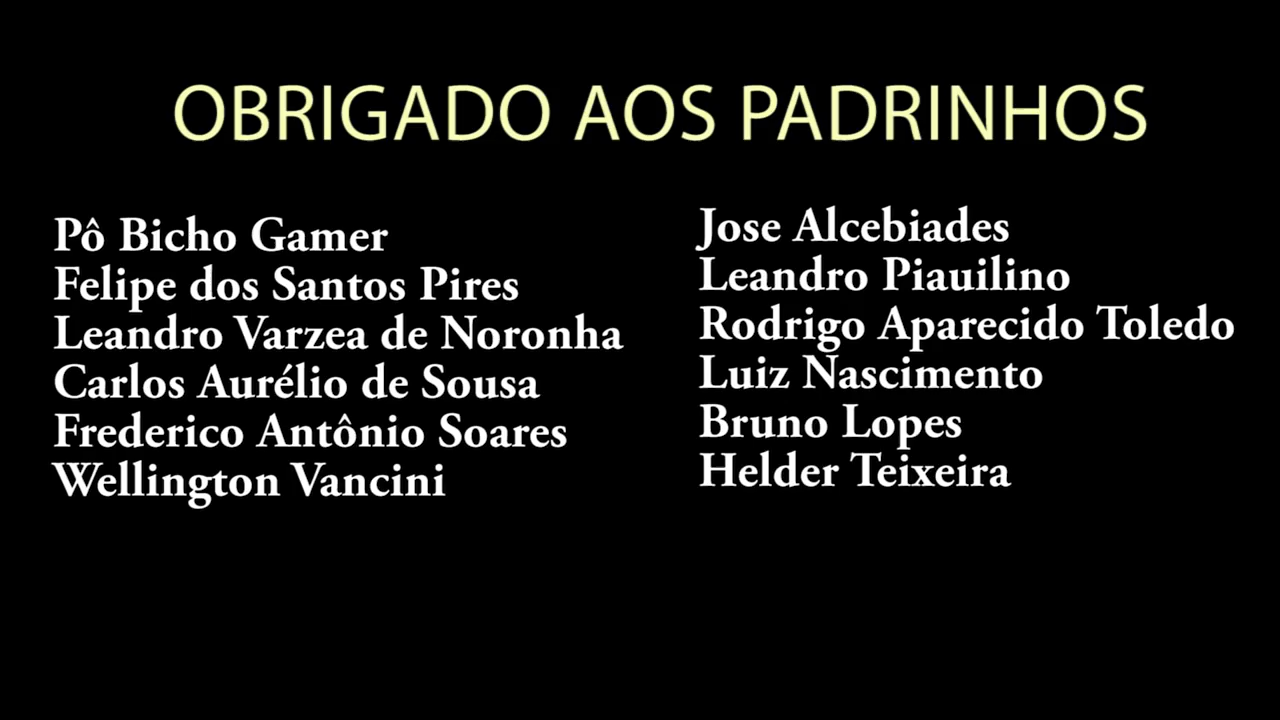 OBRIGADO AOS PADRINHOS
Pô Bicho Gamer
Felipe dos Santos Pires
Leandro Varzea de Noronha
Carlos Aurélio de Sousa
Frederico Antônio Soares
Wellington Vancini
Jose Alcebiades
Leandro Piauilino
Rodrigo Aparecido Toledo
Luiz Nascimento
Bruno Lopes
Helder Teixeira